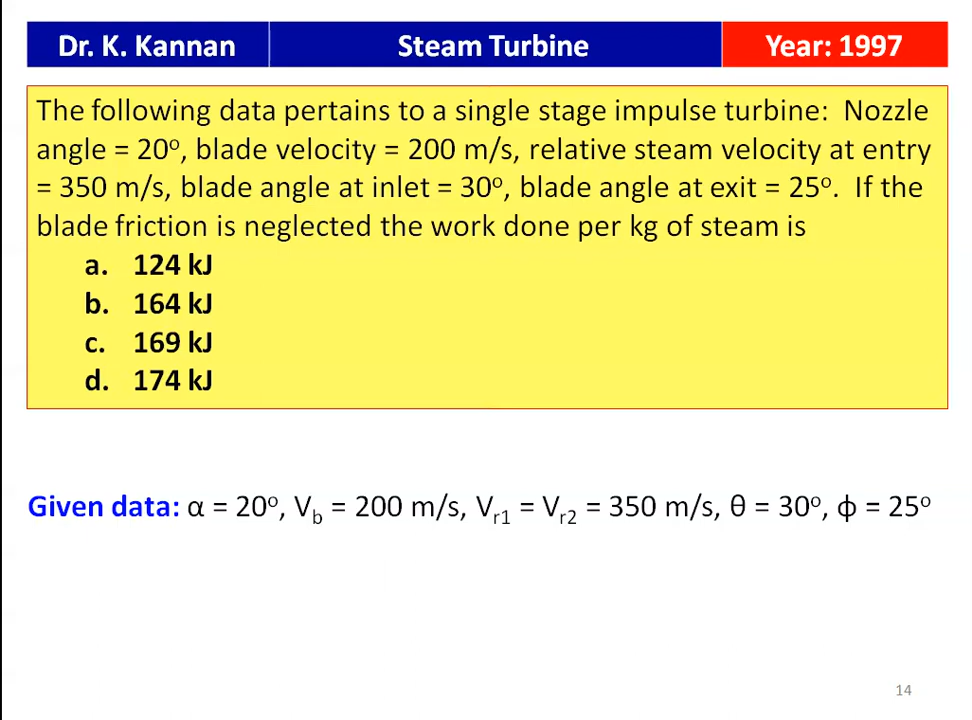 Dr. K. Kannan Steam Turbine Year: 1997
The following data pertains to a single stage impulse turbine: Nozzle
angle = 20°, blade velocity = 200 m/s, relative steam velocity at entry
= 350 m/s, blade angle at inlet = 30°, blade angle at exit = 25°. If the
blade friction is neglected the work done per kg of steam is
a. 124 kJ
b. 164 kJ
c. 169 kJ
d. 174 kJ
Given data: α = 20°, V_b = 200 m/s, V_r1 = V_r2 = 350 m/s, θ = 30°, ϕ = 25°
14